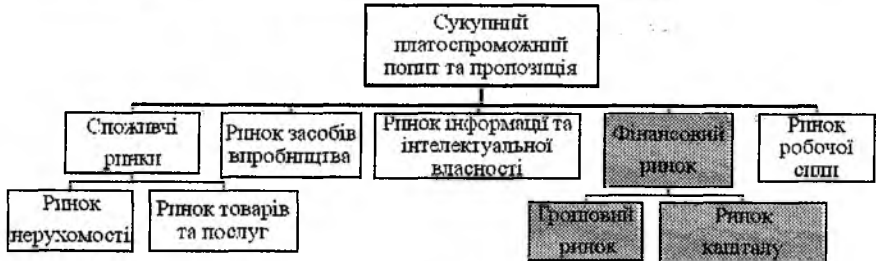 Сукупний
платоспроможний
попит та пропозиція
Споживчі
ринки
Ринок засобів
виробництва
Ринок інформації та
інтелектуальної
власності
Фінансовий
ринок
Ринок
робочої
сили
Ринок
нерухомості
Ринок товарів
та послуг
Грошовий
ринок
Ринок
капіталу